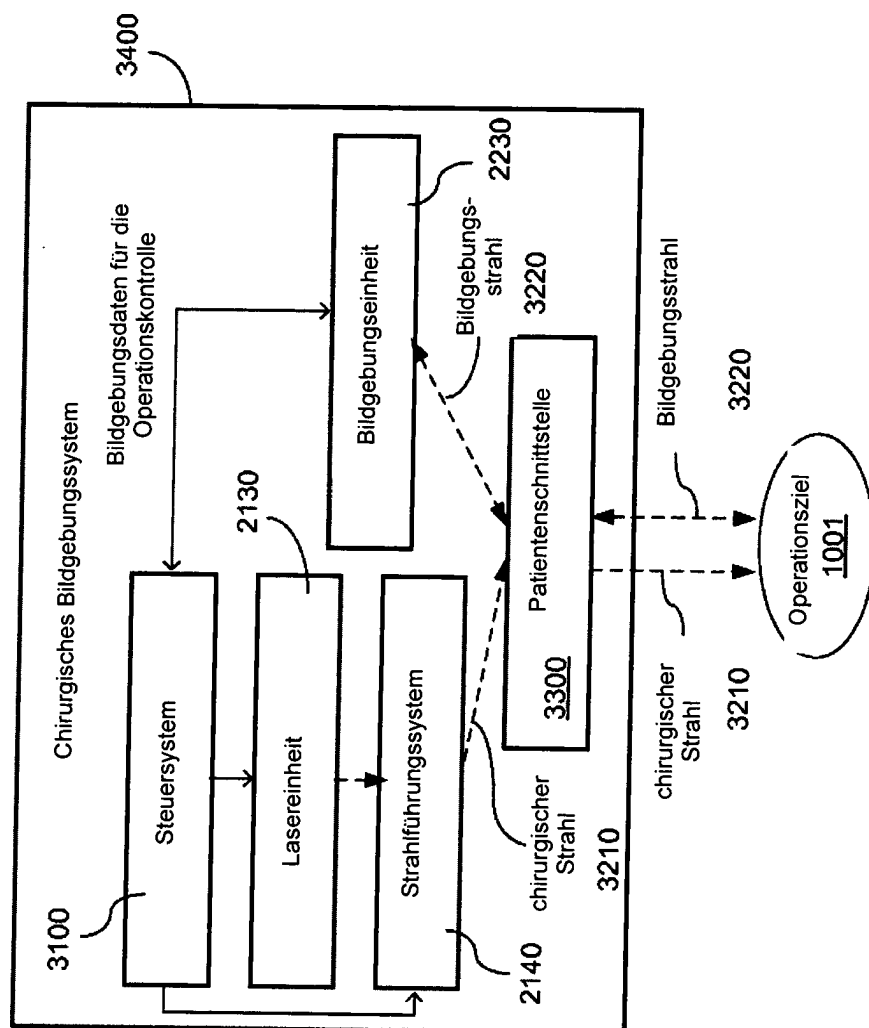 3400
Chirurgisches Bildgebungssystem
Bildgebungsdaten für die
Operationskontrolle
3100
Steuersystem
2130
Lasereinheit
Strahlführungssystem
2140
Bildgebungseinheit
2230
Bildgebungs-
strahl
3220
chirurgischer
Strahl
3210
Patientenschnittstelle
3300
chirurgischer
Strahl
3210
Bildgebungsstrahl
3220
Operationsziel
1001